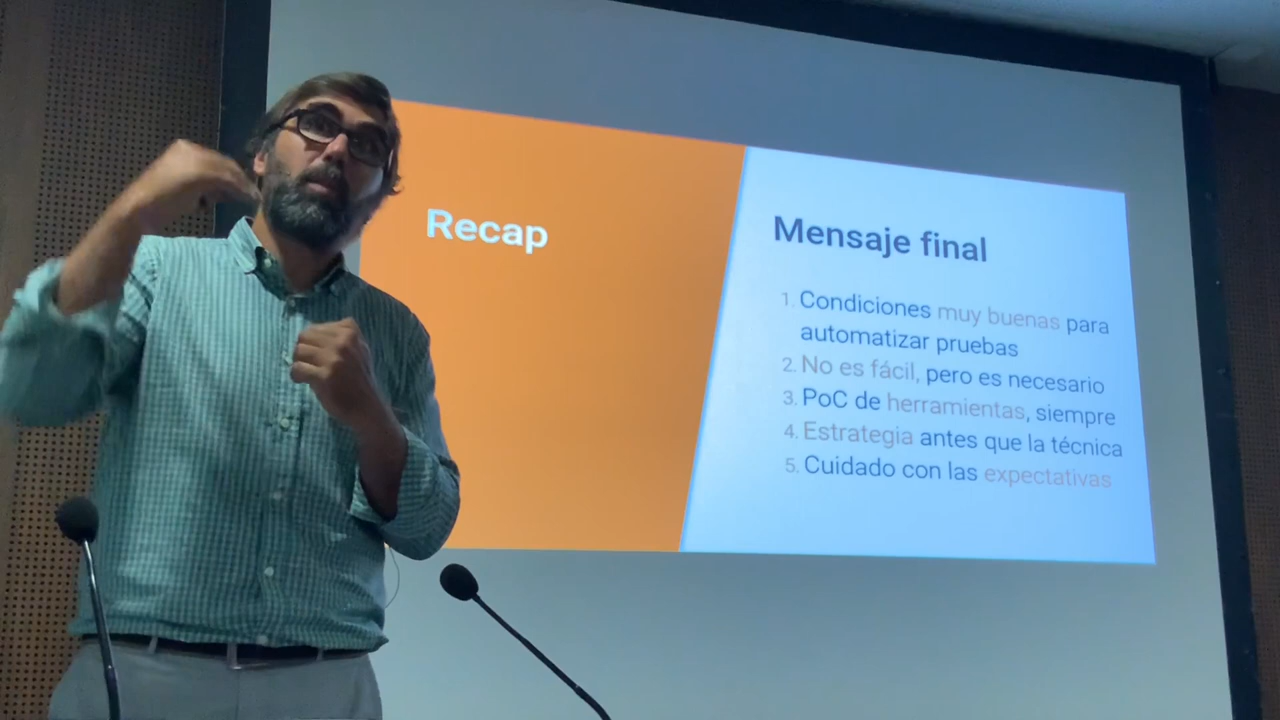 Recap
Mensaje final
1. Condiciones muy buenas para
automatizar pruebas
2. No es fácil, pero es necesario
3. PoC de herramientas, siempre
4. Estrategia antes que la técnica
5. Cuidado con las expectativas